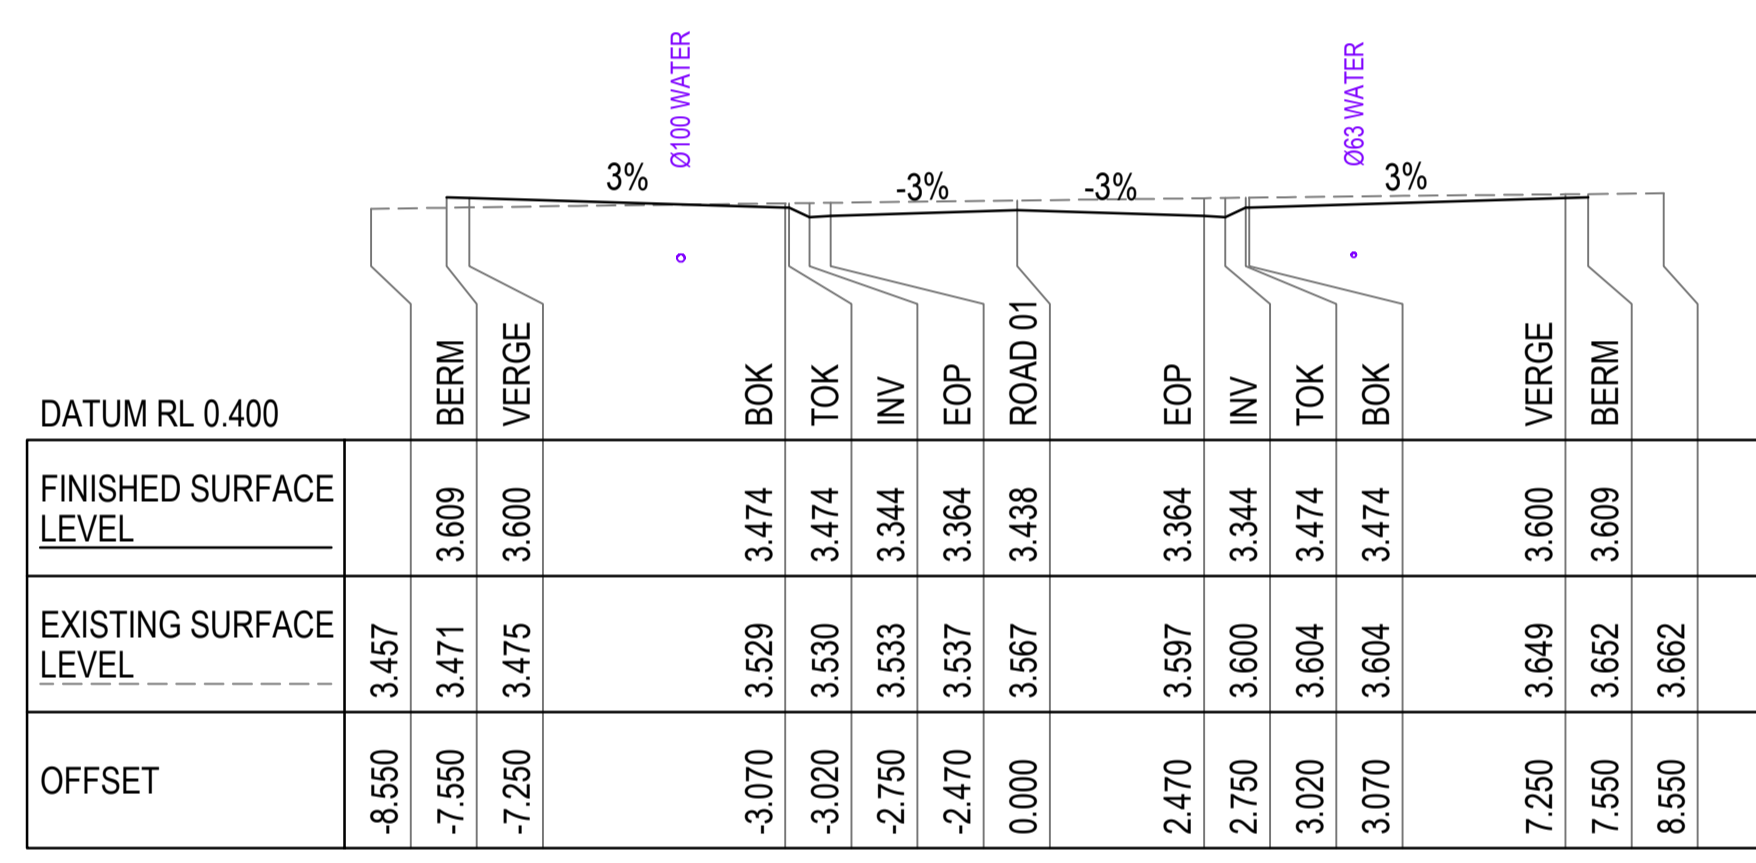 Ø100 WATER
Ø63 WATER
3%
-3%
-3%
3%
DATUM RL 0.400
BERM
VERGE
BOK
TOK
INV
EOP
ROAD 01
EOP
INV
TOK
BOK
VERGE
BERM
FINISHED SURFACE
LEVEL
3.609
3.600
3.474
3.474
3.344
3.364
3.438
3.364
3.344
3.474
3.474
3.600
3.609
EXISTING SURFACE
LEVEL
3.457
3.471
3.475
3.529
3.530
3.533
3.537
3.567
3.597
3.600
3.604
3.604
3.649
3.652
3.662
OFFSET
-8.550
-7.550
-7.250
-3.070
-3.020
-2.750
-2.470
0.000
2.470
2.750
3.020
3.070
7.250
7.550
8.550